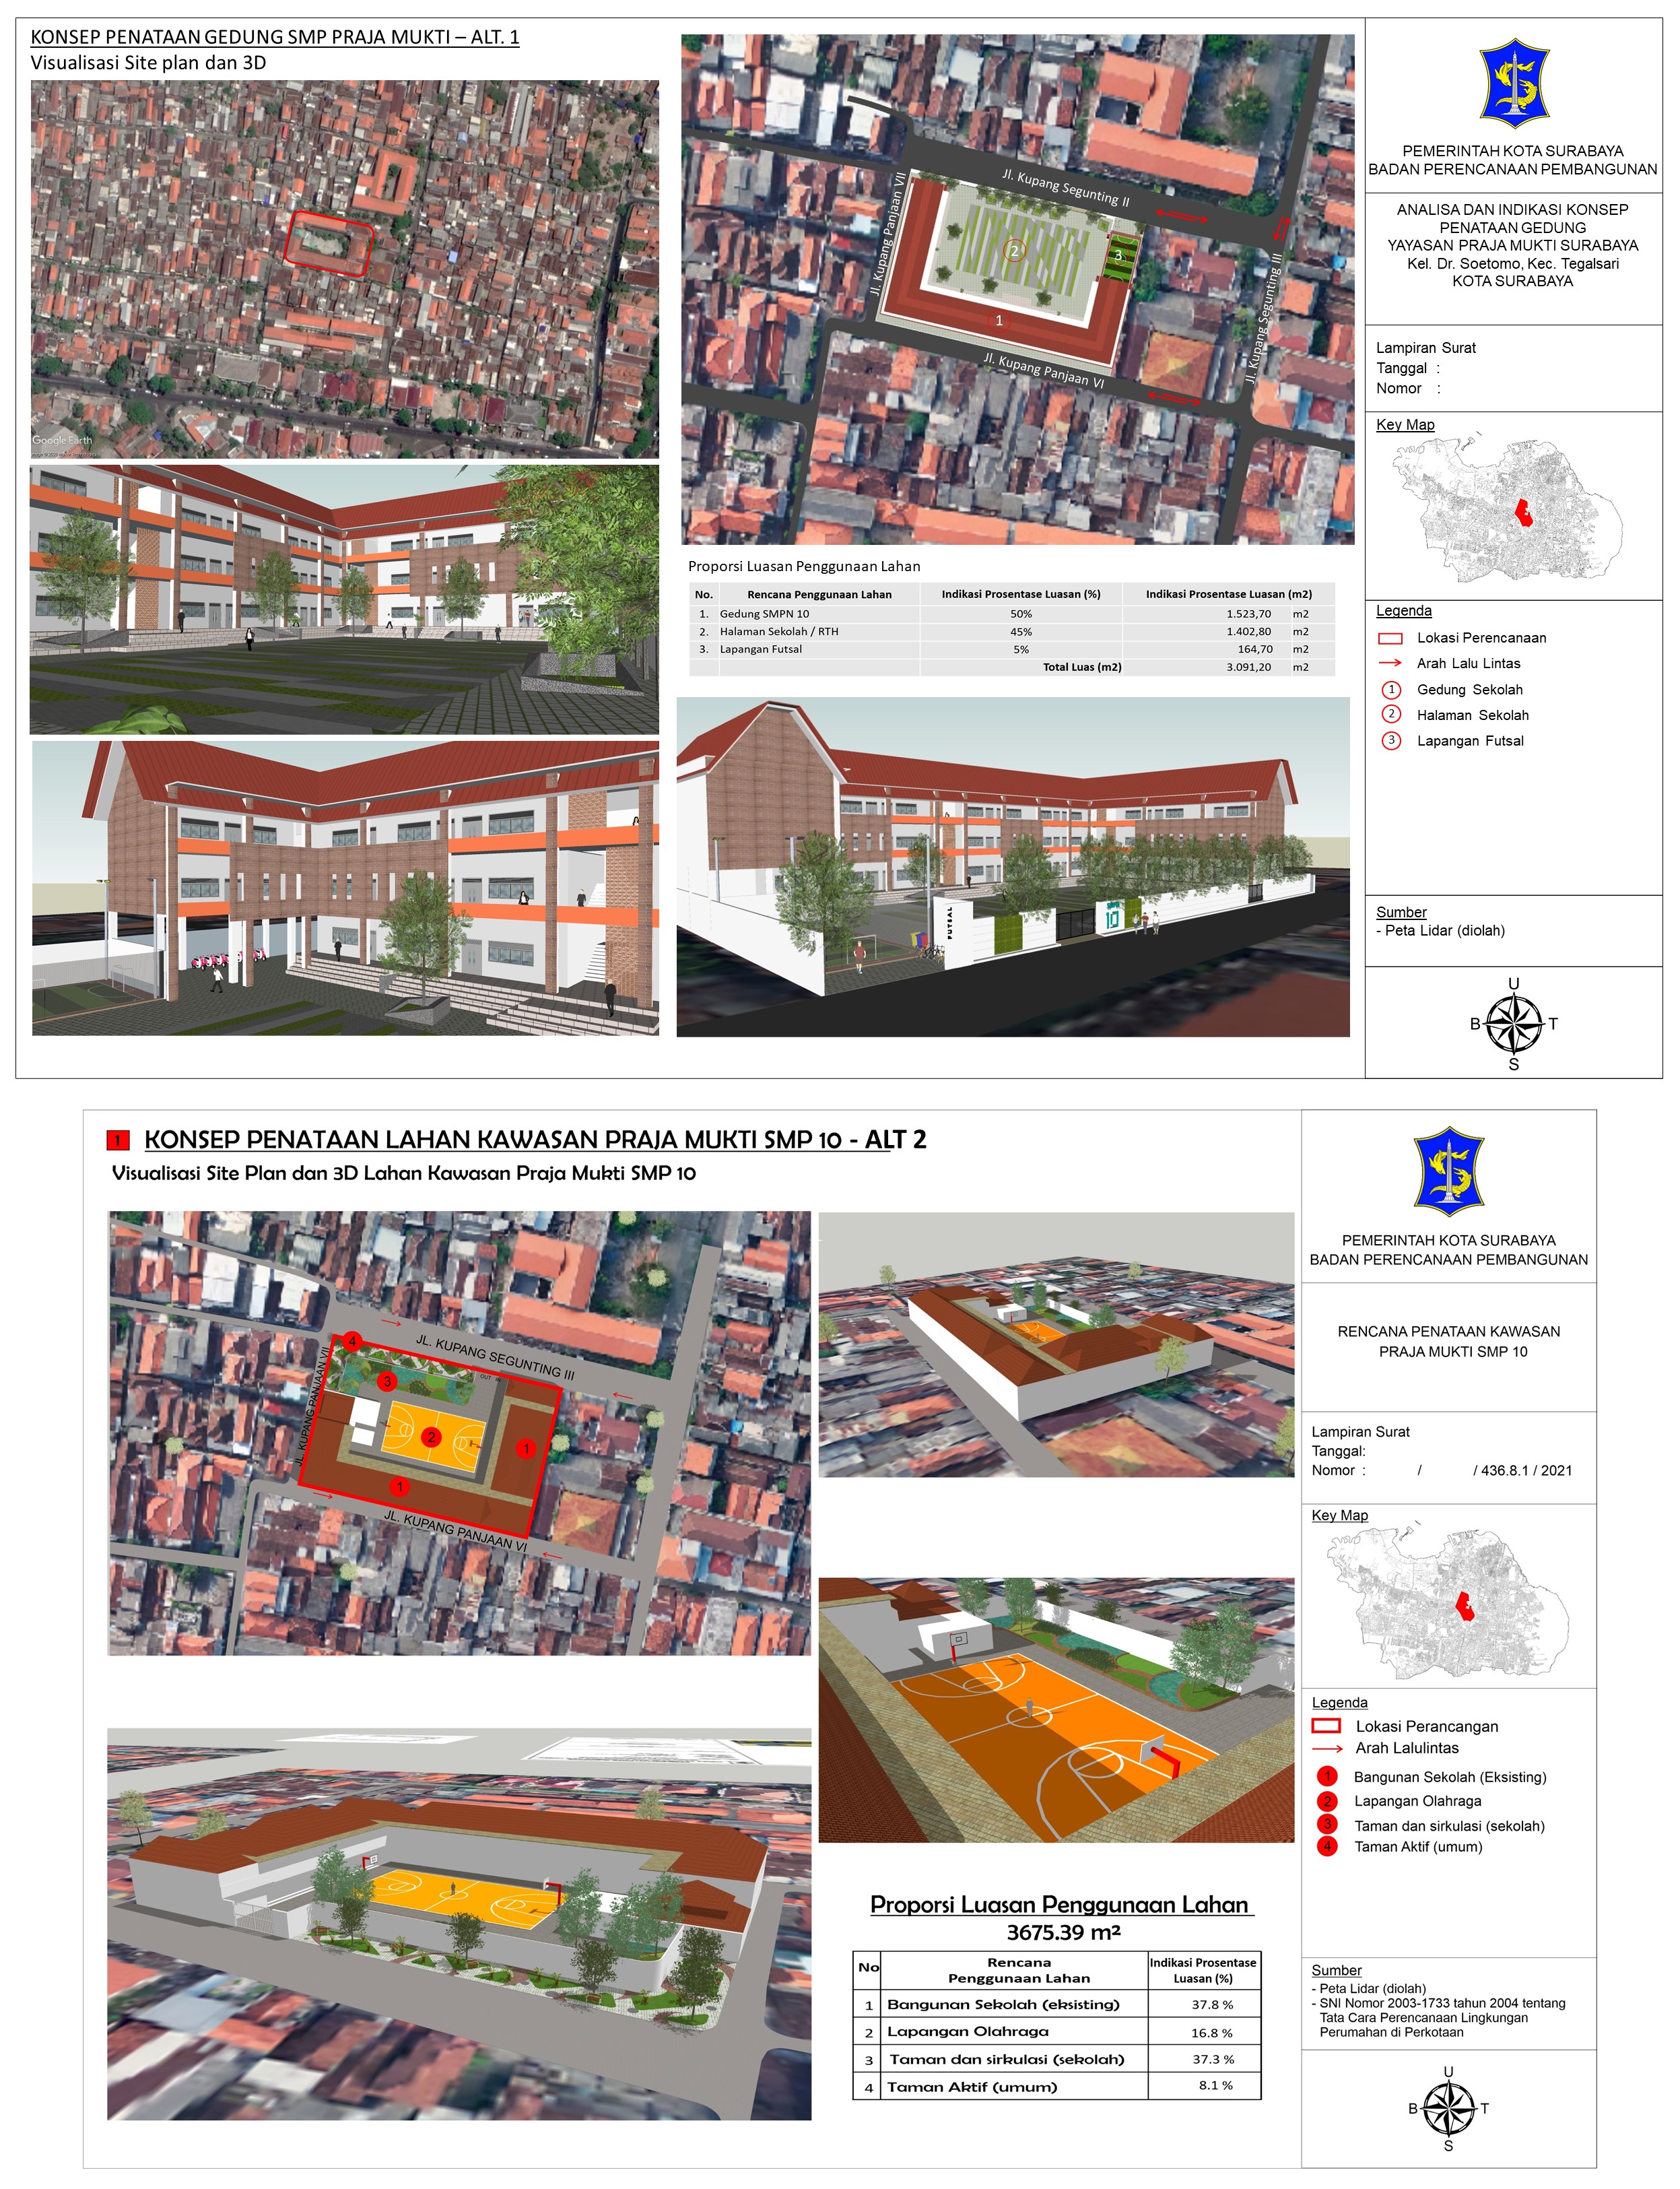 KONSEP PENATAAN GEDUNG SMP PRAJA MUKTI – ALT. 1
Visualisasi Site plan dan 3D
Google Earth
Jl. Kupang Segunting II
Jl. Kupang Panjaan VII
Jl. Kupang Segunting III
Jl. Kupang Panjaan VI
1
2
3
Proporsi Luasan Penggunaan Lahan
No. Rencana Penggunaan Lahan Indikasi Prosentase Luasan (%) Indikasi Prosentase Luasan (m2)
1. Gedung SMPN 10 50% 1.523,70 m2
2. Halaman Sekolah / RTH 45% 1.402,80 m2
3. Lapangan Futsal 5% 164,70 m2
Total Luas (m2) 3.091,20 m2
FUTSAL
10
PEMERINTAH KOTA SURABAYA
BADAN PERENCANAAN PEMBANGUNAN
ANALISA DAN INDIKASI KONSEP
PENATAAN GEDUNG
YAYASAN PRAJA MUKTI SURABAYA
Kel. Dr. Soetomo, Kec. Tegalsari
KOTA SURABAYA
Lampiran Surat
Tanggal :
Nomor :
Key Map
Legenda
Lokasi Perencanaan
Arah Lalu Lintas
1 Gedung Sekolah
2 Halaman Sekolah
3 Lapangan Futsal
Sumber
- Peta Lidar (diolah)
U
B T
S
1 KONSEP PENATAAN LAHAN KAWASAN PRAJA MUKTI SMP 10 - ALT 2
Visualisasi Site Plan dan 3D Lahan Kawasan Praja Mukti SMP 10
JL. KUPANG SEGUNTING III
JL. KUPANG PANJAAN VII
JL. KUPANG PANJAAN VI
OUT IN
4
3
2
1
1
Proporsi Luasan Penggunaan Lahan
3675.39 m²
No Rencana Penggunaan Lahan Indikasi Prosentase Luasan (%)
1 Bangunan Sekolah (eksisting) 37.8 %
2 Lapangan Olahraga 16.8 %
3 Taman dan sirkulasi (sekolah) 37.3 %
4 Taman Aktif (umum) 8.1 %
PEMERINTAH KOTA SURABAYA
BADAN PERENCANAAN PEMBANGUNAN
RENCANA PENATAAN KAWASAN
PRAJA MUKTI SMP 10
Lampiran Surat
Tanggal:
Nomor : / / 436.8.1 / 2021
Key Map
Legenda
Lokasi Perancangan
Arah Lalulintas
1 Bangunan Sekolah (Eksisting)
2 Lapangan Olahraga
3 Taman dan sirkulasi (sekolah)
4 Taman Aktif (umum)
Sumber
- Peta Lidar (diolah)
- SNI Nomor 2003-1733 tahun 2004 tentang
Tata Cara Perencanaan Lingkungan
Perumahan di Perkotaan
U
B T
S